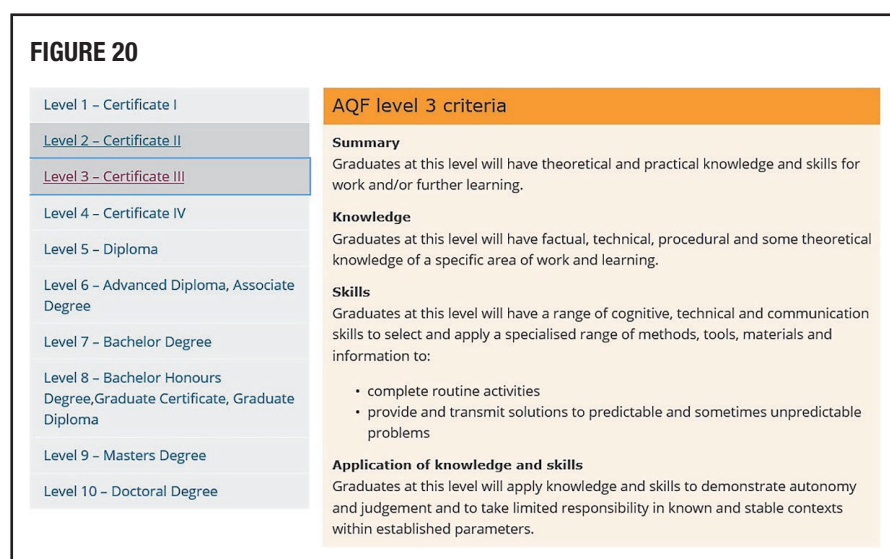 FIGURE 20
Level 1 – Certificate I
Level 2 – Certificate II
Level 3 – Certificate III
Level 4 – Certificate IV
Level 5 – Diploma
Level 6 – Advanced Diploma, Associate
Degree
Level 7 – Bachelor Degree
Level 8 – Bachelor Honours
Degree,Graduate Certificate, Graduate
Diploma
Level 9 – Masters Degree
Level 10 – Doctoral Degree
AQF level 3 criteria
Summary
Graduates at this level will have theoretical and practical knowledge and skills for
work and/or further learning.
Knowledge
Graduates at this level will have factual, technical, procedural and some theoretical
knowledge of a specific area of work and learning.
Skills
Graduates at this level will have a range of cognitive, technical and communication
skills to select and apply a specialised range of methods, tools, materials and
information to:
• complete routine activities
• provide and transmit solutions to predictable and sometimes unpredictable
problems
Application of knowledge and skills
Graduates at this level will apply knowledge and skills to demonstrate autonomy
and judgement and to take limited responsibility in known and stable contexts
within established parameters.